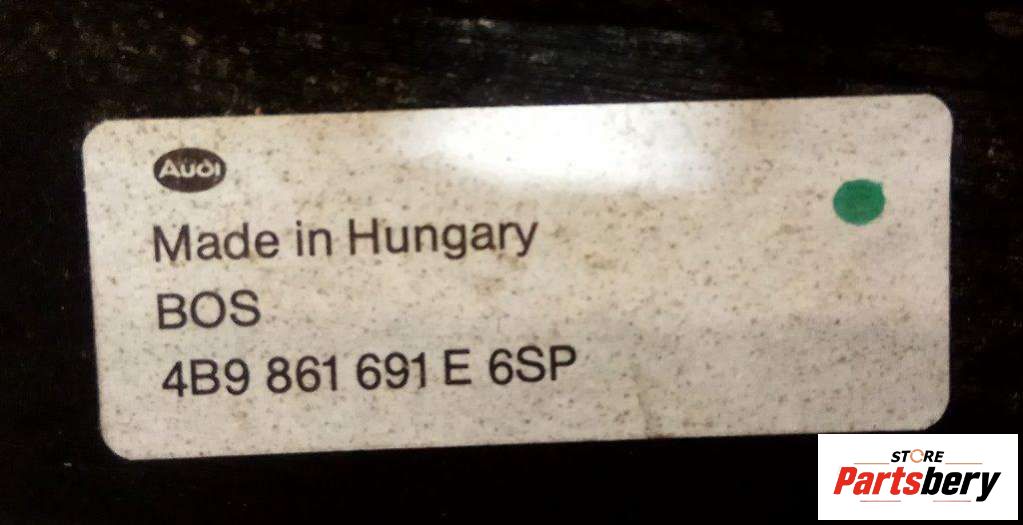 Audi
Made in Hungary
BOS
4B9 861 691 E 6SP
STORE
Partsbery